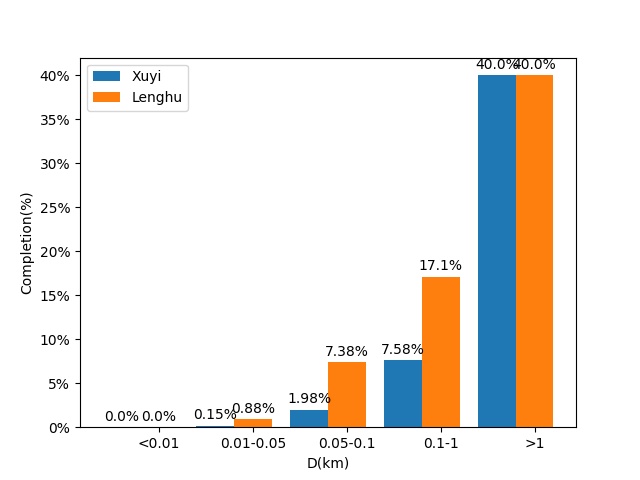 40.0% 40.0%
Xuyi
Lenghu
40%
35%
30%
25%
20%
15%
10%
5%
0%
Completion(%)
17.1%
7.38% 7.58%
1.98%
0.0% 0.0% 0.15% 0.88%
<0.01 0.01-0.05 0.05-0.1 0.1-1 >1
D(km)